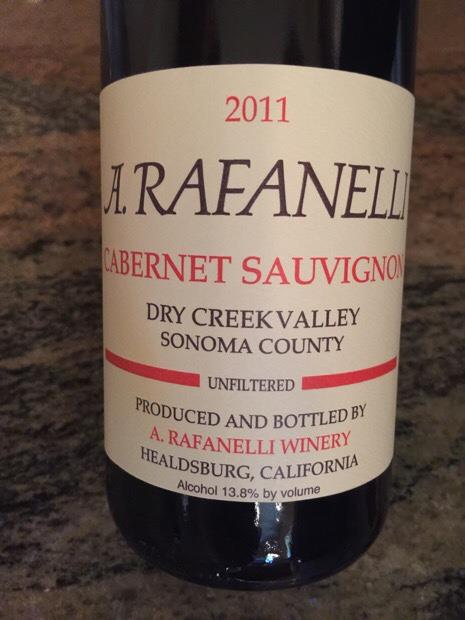 2011
A. RAFANELLI
CABERNET SAUVIGNON
DRY CREEK VALLEY
SONOMA COUNTY
UNFILTERED
PRODUCED AND BOTTLED BY
A. RAFANELLI WINERY
HEALDSBURG, CALIFORNIA
Alcohol 13.8% by volume